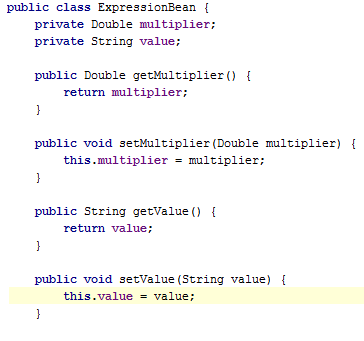 public class ExpressionBean {
    private Double multiplier;
    private String value;

    public Double getMultiplier() {
        return multiplier;
    }

    public void setMultiplier(Double multiplier) {
        this.multiplier = multiplier;
    }

    public String getValue() {
        return value;
    }

    public void setValue(String value) {
        this.value = value;
    }